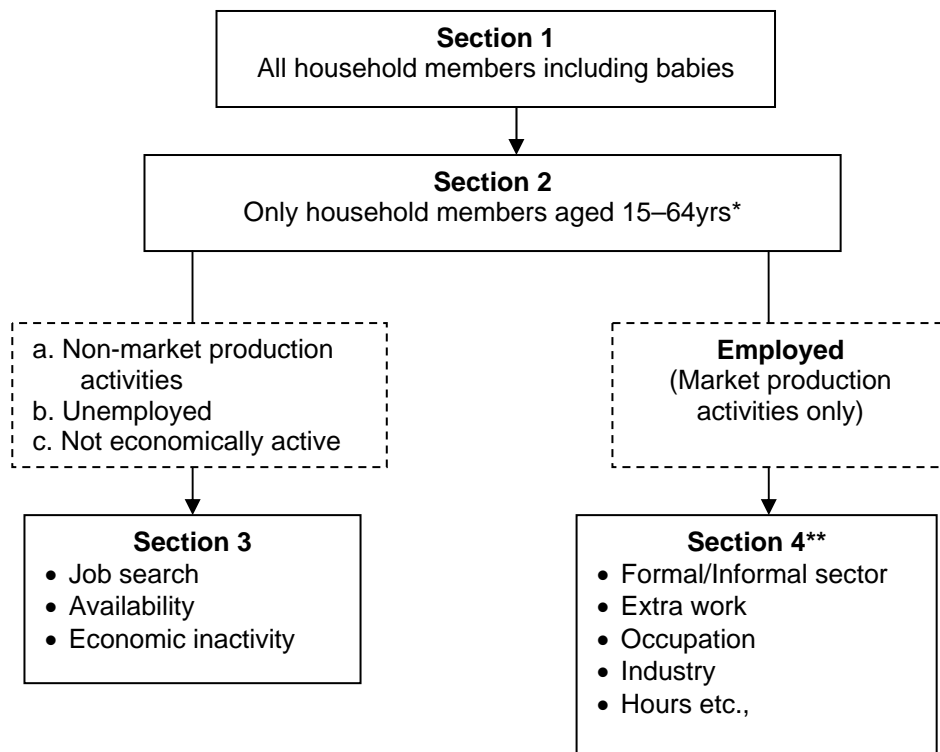 Section 1
All household members including babies
Section 2
Only household members aged 15–64yrs*
a. Non-market production
activities
b. Unemployed
c. Not economically active
Employed
(Market production
activities only)
Section 3
• Job search
• Availability
• Economic inactivity
Section 4**
• Formal/Informal sector
• Extra work
• Occupation
• Industry
• Hours etc.,